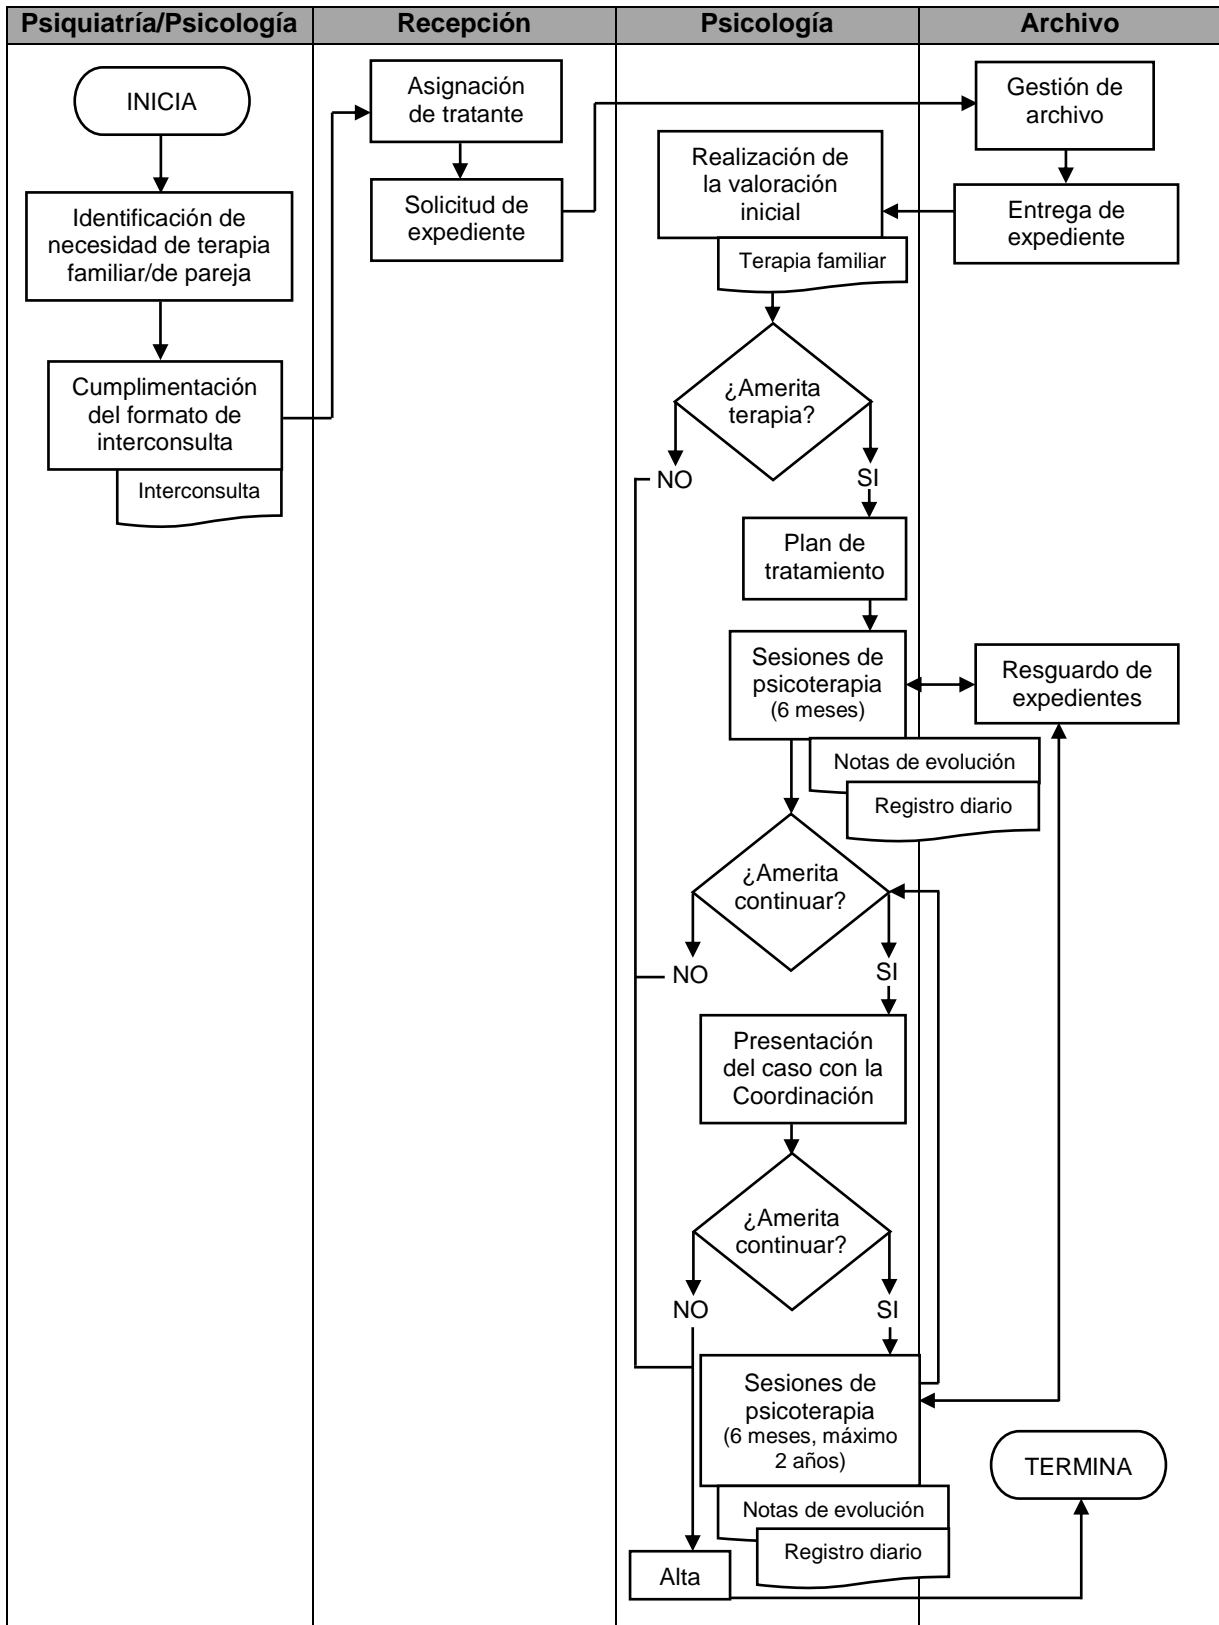 Psiquiatría/Psicología
Recepción
Psicología
Archivo
INICIA
Identificación de
necesidad de terapia
familiar/de pareja
Cumplimentación
del formato de
interconsulta
Interconsulta
Asignación
de tratante
Solicitud de
expediente
Gestión de
archivo
Entrega de
expediente
Realización de
la valoración
inicial
Terapia familiar
¿Amerita
terapia?
NO
SI
Plan de
tratamiento
Sesiones de
psicoterapia
(6 meses)
Resguardo de
expedientes
Notas de evolución
Registro diario
¿Amerita
continuar?
NO
SI
Presentación
del caso con la
Coordinación
¿Amerita
continuar?
NO
SI
Sesiones de
psicoterapia
(6 meses, máximo
2 años)
Notas de evolución
Registro diario
Alta
TERMINA